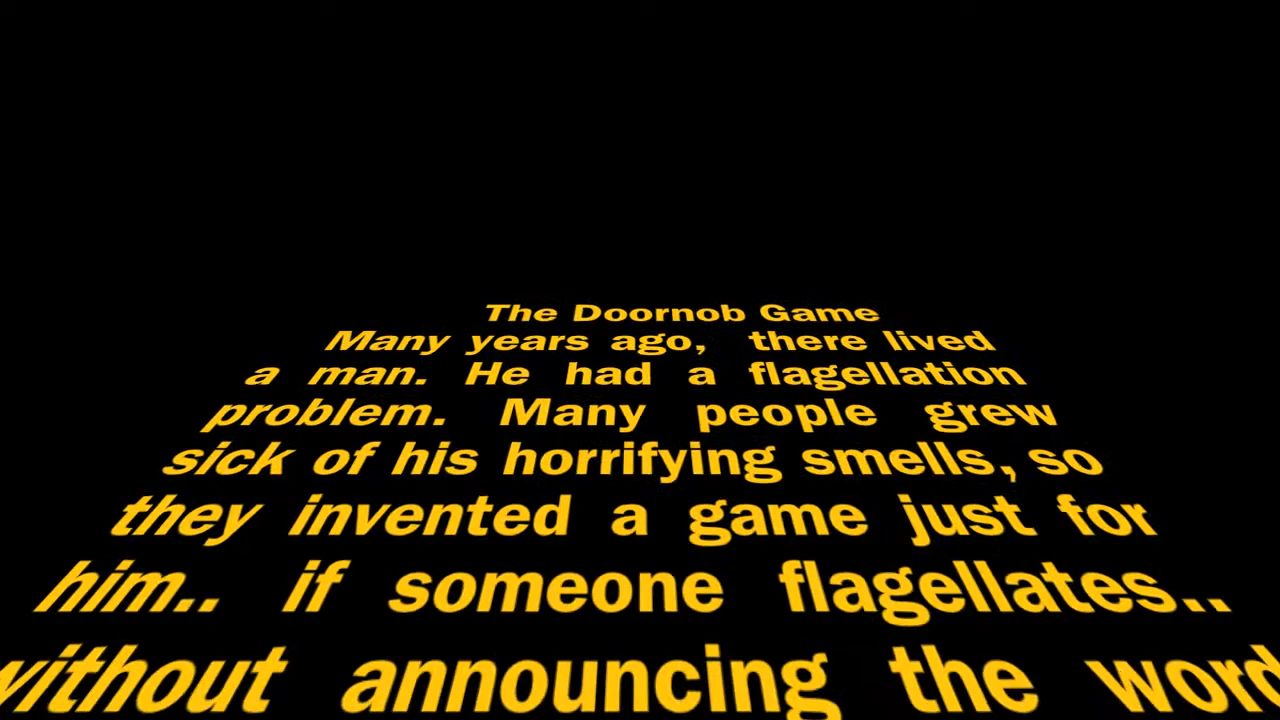 The Doornob Game
Many years ago, there lived
a man. He had a flagellation
problem. Many people grew
sick of his horrifying smells, so
they invented a game just for
him.. if someone flagellates..
without announcing the word